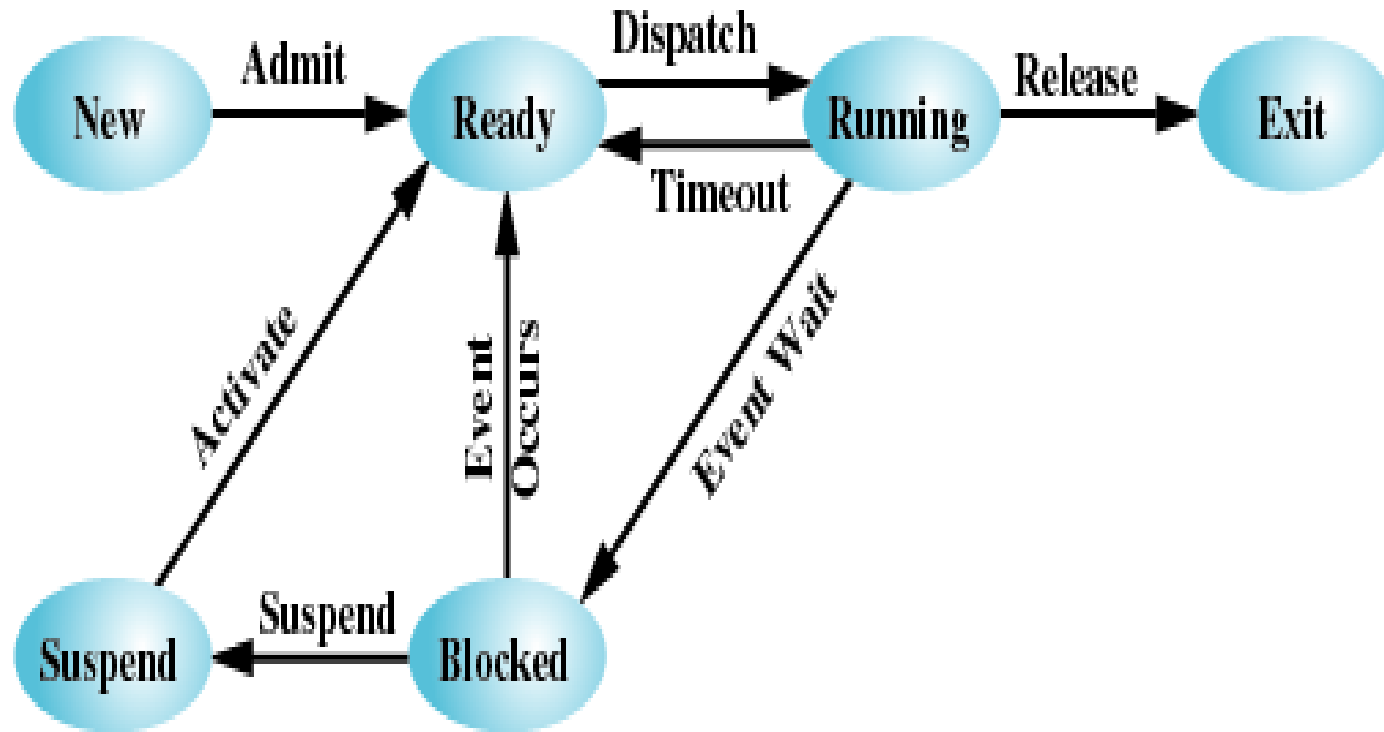 Dispatch
Admit
Release
New
Ready
Running
Exit
Timeout
Activate
Event
Occurs
Event Wait
Suspend
Suspend
Blocked